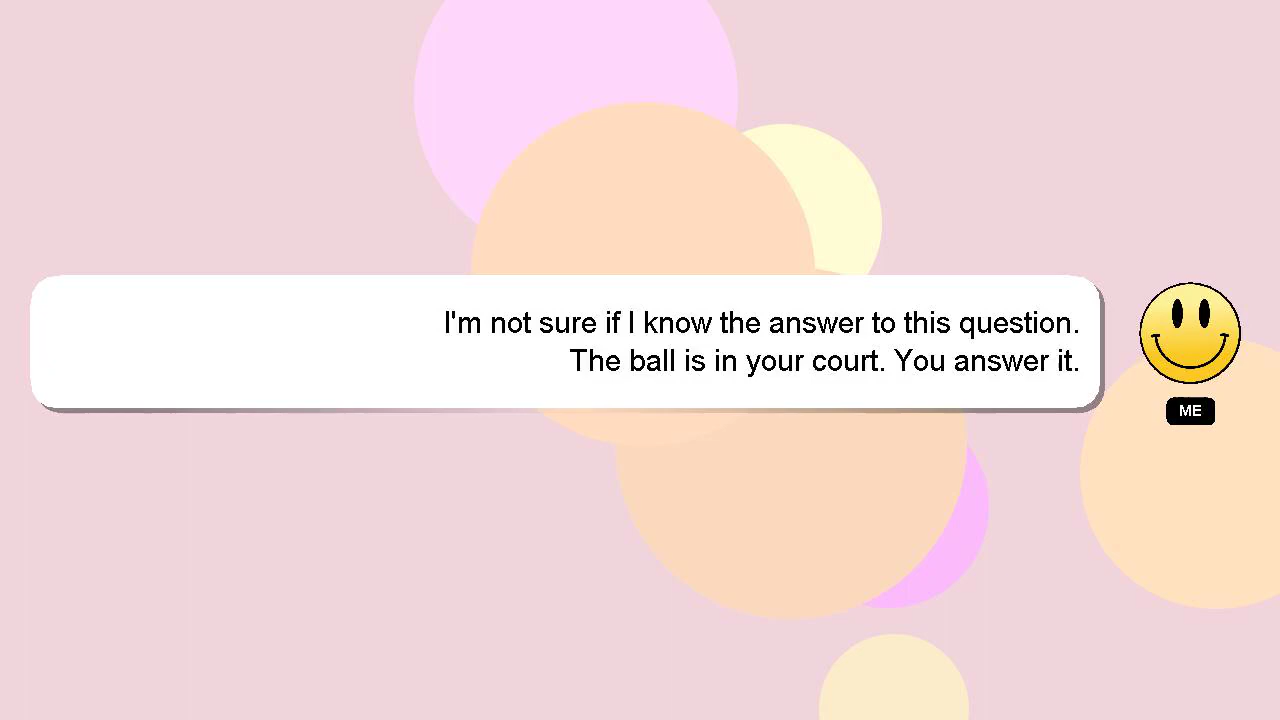 I'm not sure if I know the answer to this question.
The ball is in your court. You answer it.
ME